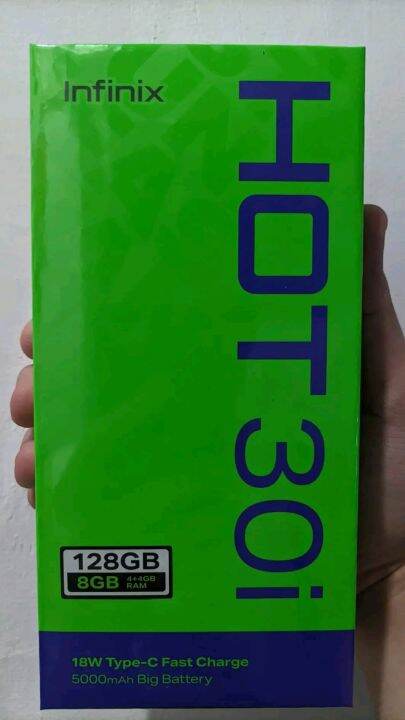 Infinix
HOT 30i
128GB
8GB 4+4GB RAM
18W Type-C Fast Charge
5000mAh Big Battery